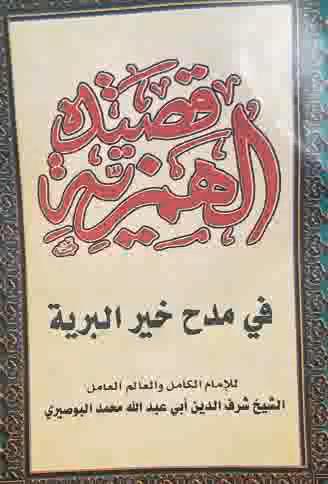 قصيدة
الهمزية
في مدح خير البرية
للإمام الكامل والعالم العامل
الشيخ شرف الدين أبي عبد الله محمد البوصيري